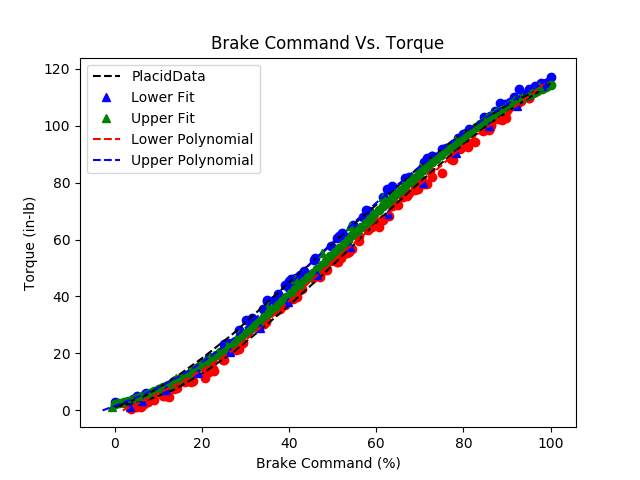 Brake Command Vs. Torque
PlacidData
Lower Fit
Upper Fit
Lower Polynomial
Upper Polynomial
120
100
80
60
40
20
0
Torque (in-lb)
0 20 40 60 80 100
Brake Command (%)